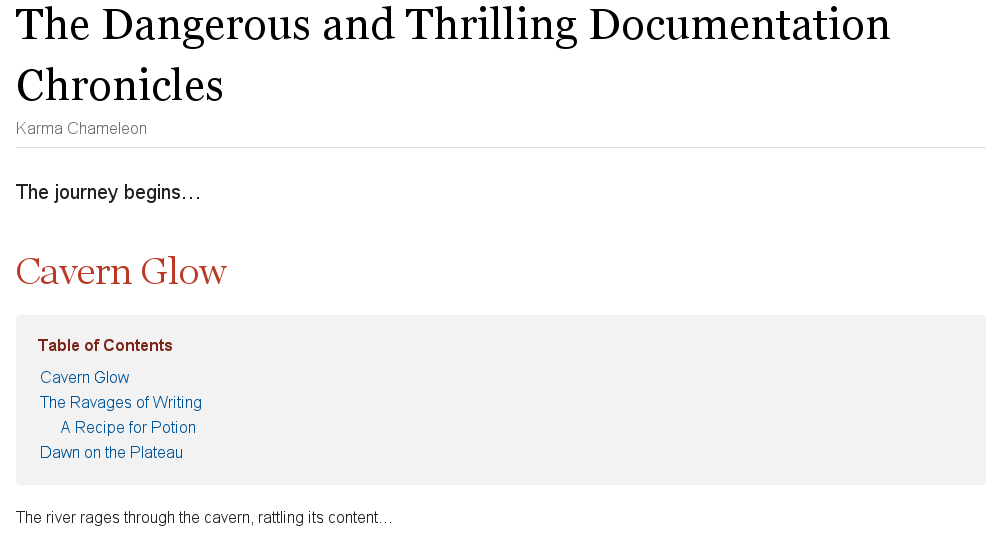 The Dangerous and Thrilling Documentation
Chronicles
Karma Chameleon
The journey begins…
Cavern Glow
Table of Contents
Cavern Glow
The Ravages of Writing
A Recipe for Potion
Dawn on the Plateau
The river rages through the cavern, rattling its content…